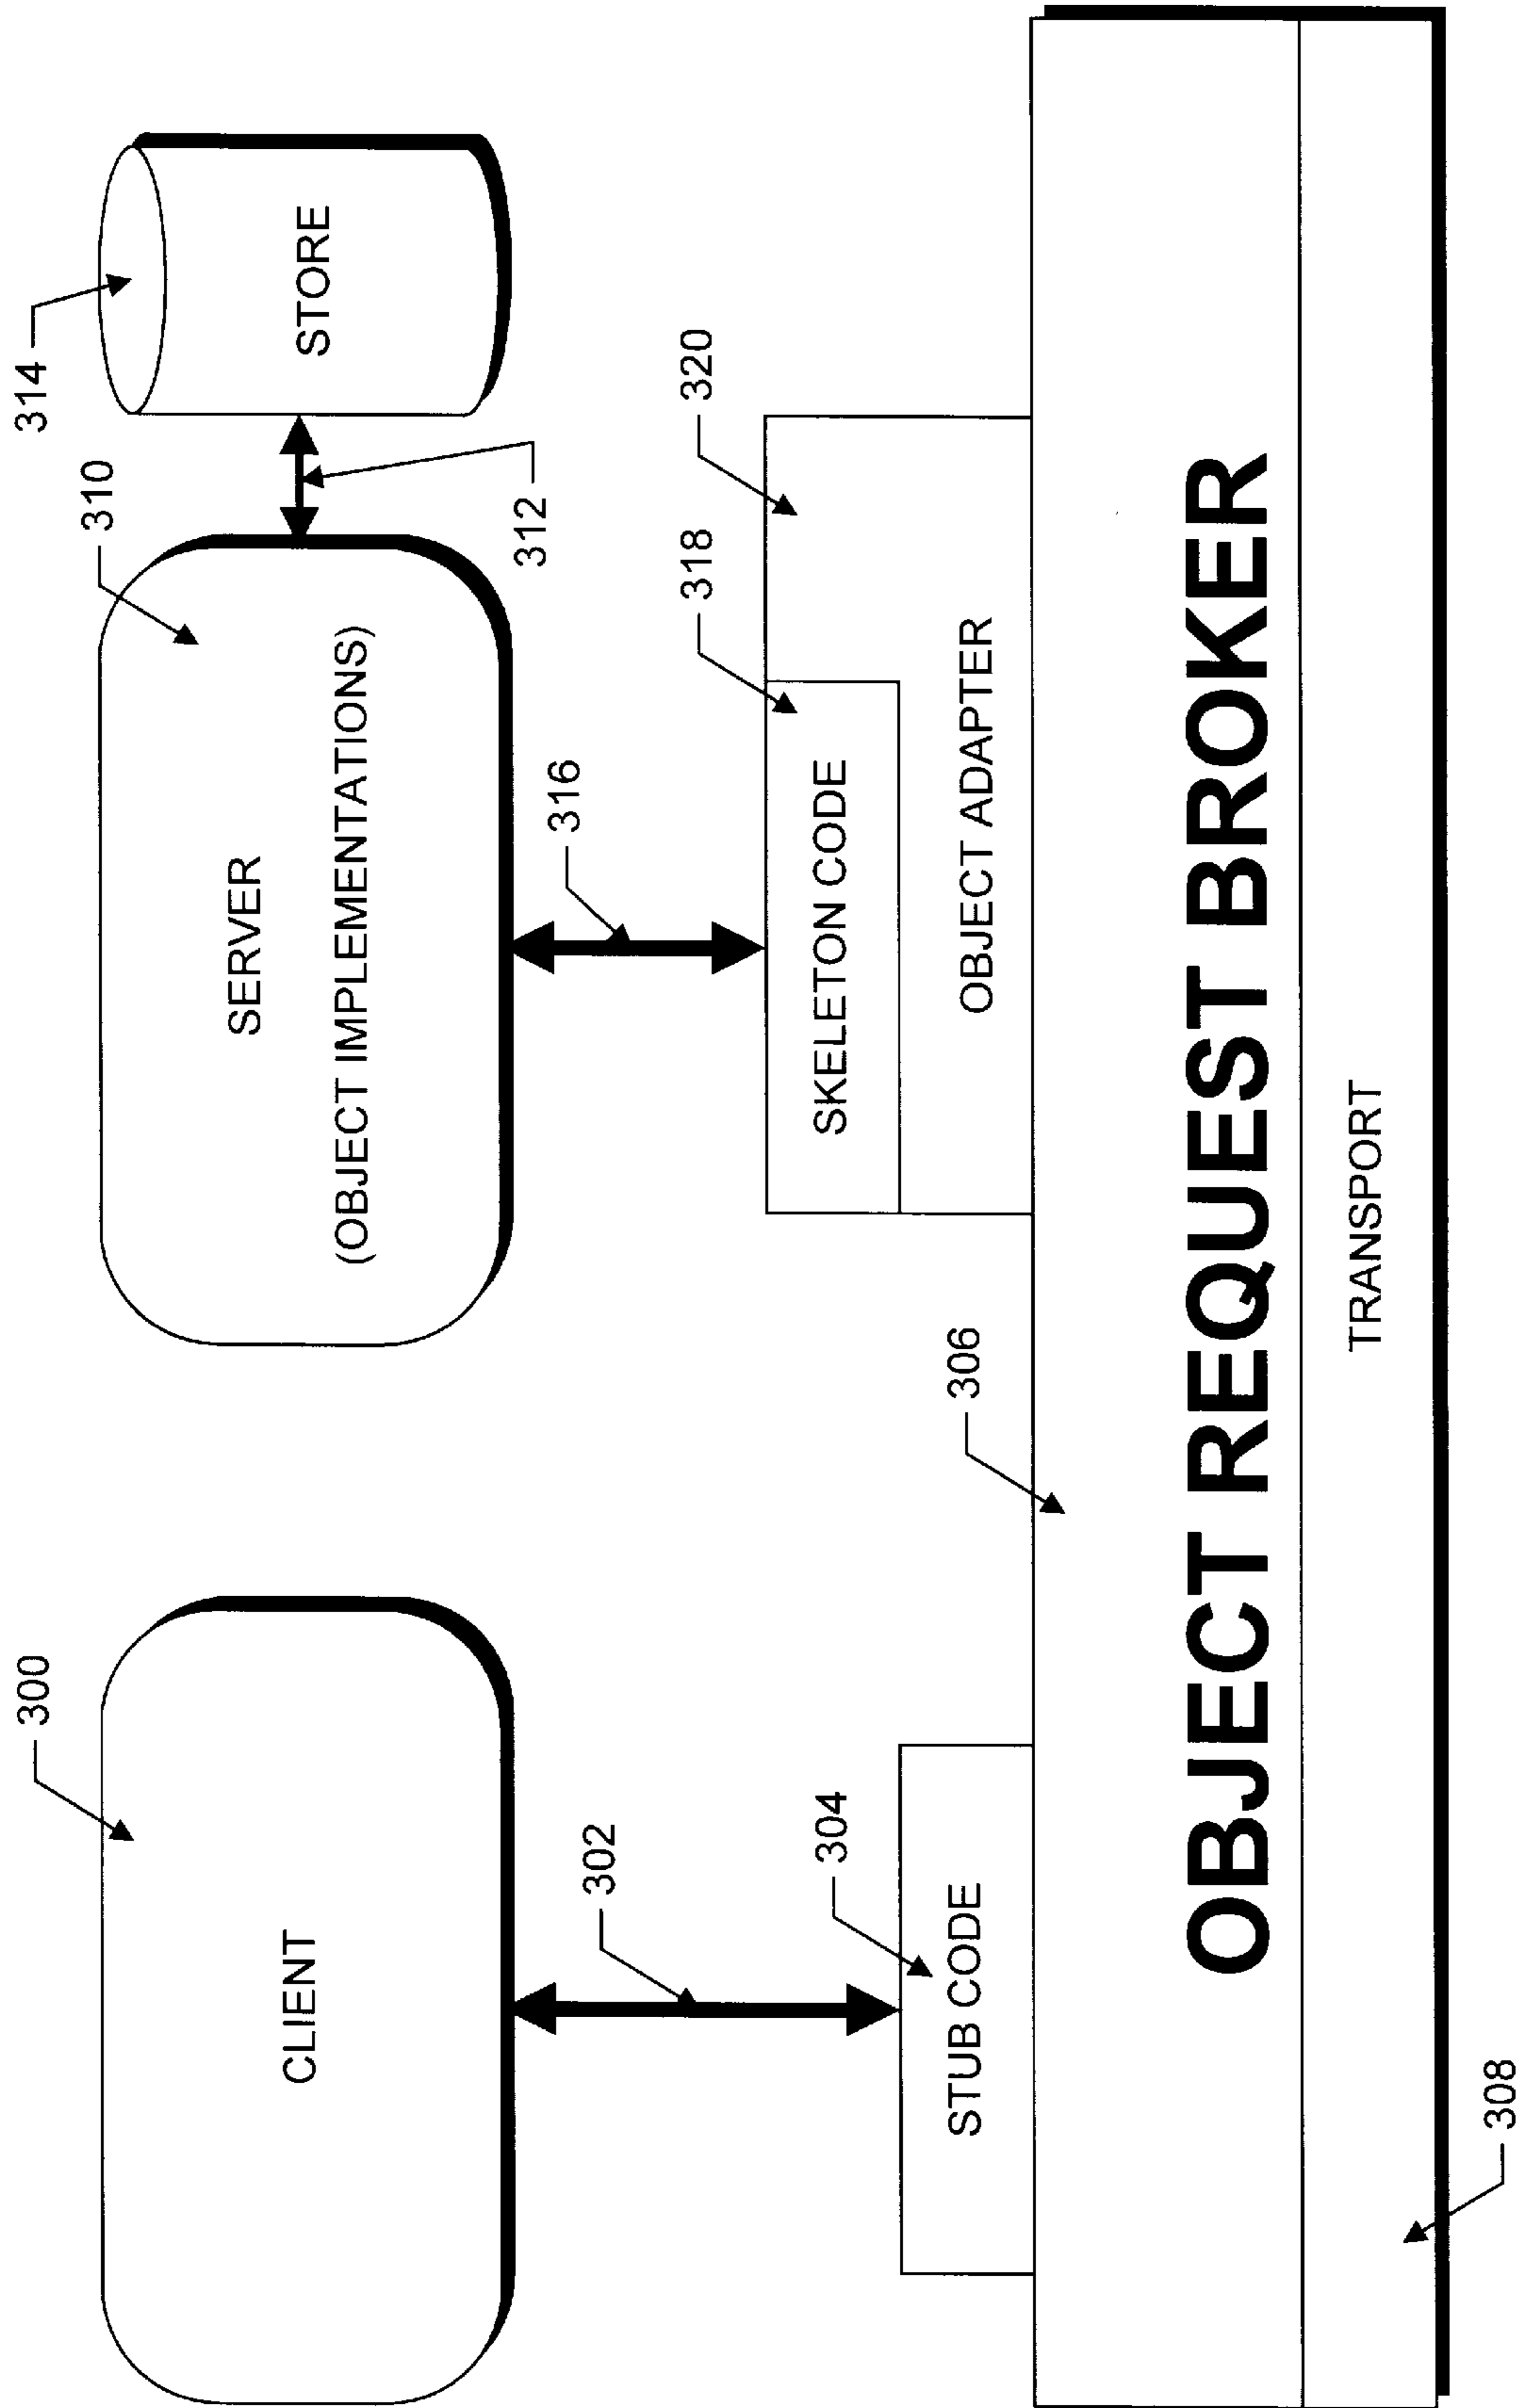 300
310
314
CLIENT
SERVER
(OBJECT IMPLEMENTATIONS)
STORE
312
302
316
304
318
320
STUB CODE
SKELETON CODE
OBJECT ADAPTER
306
OBJECT REQUEST BROKER
TRANSPORT
308